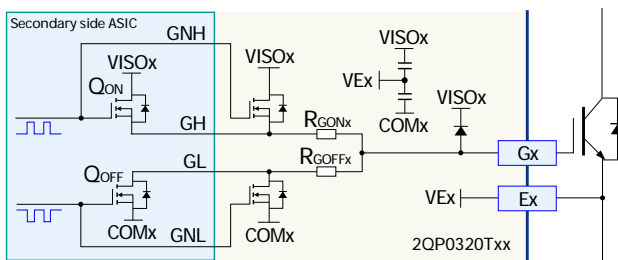 Secondary side ASIC
GNH
VISOx
VISOx
VISOx
QON
VEx
VISOx
GH
RGONx
COMx
GL
RGOFFx
Gx
QOFF
VEx
Ex
COMx
COMx
GNL
2QP0320Txx